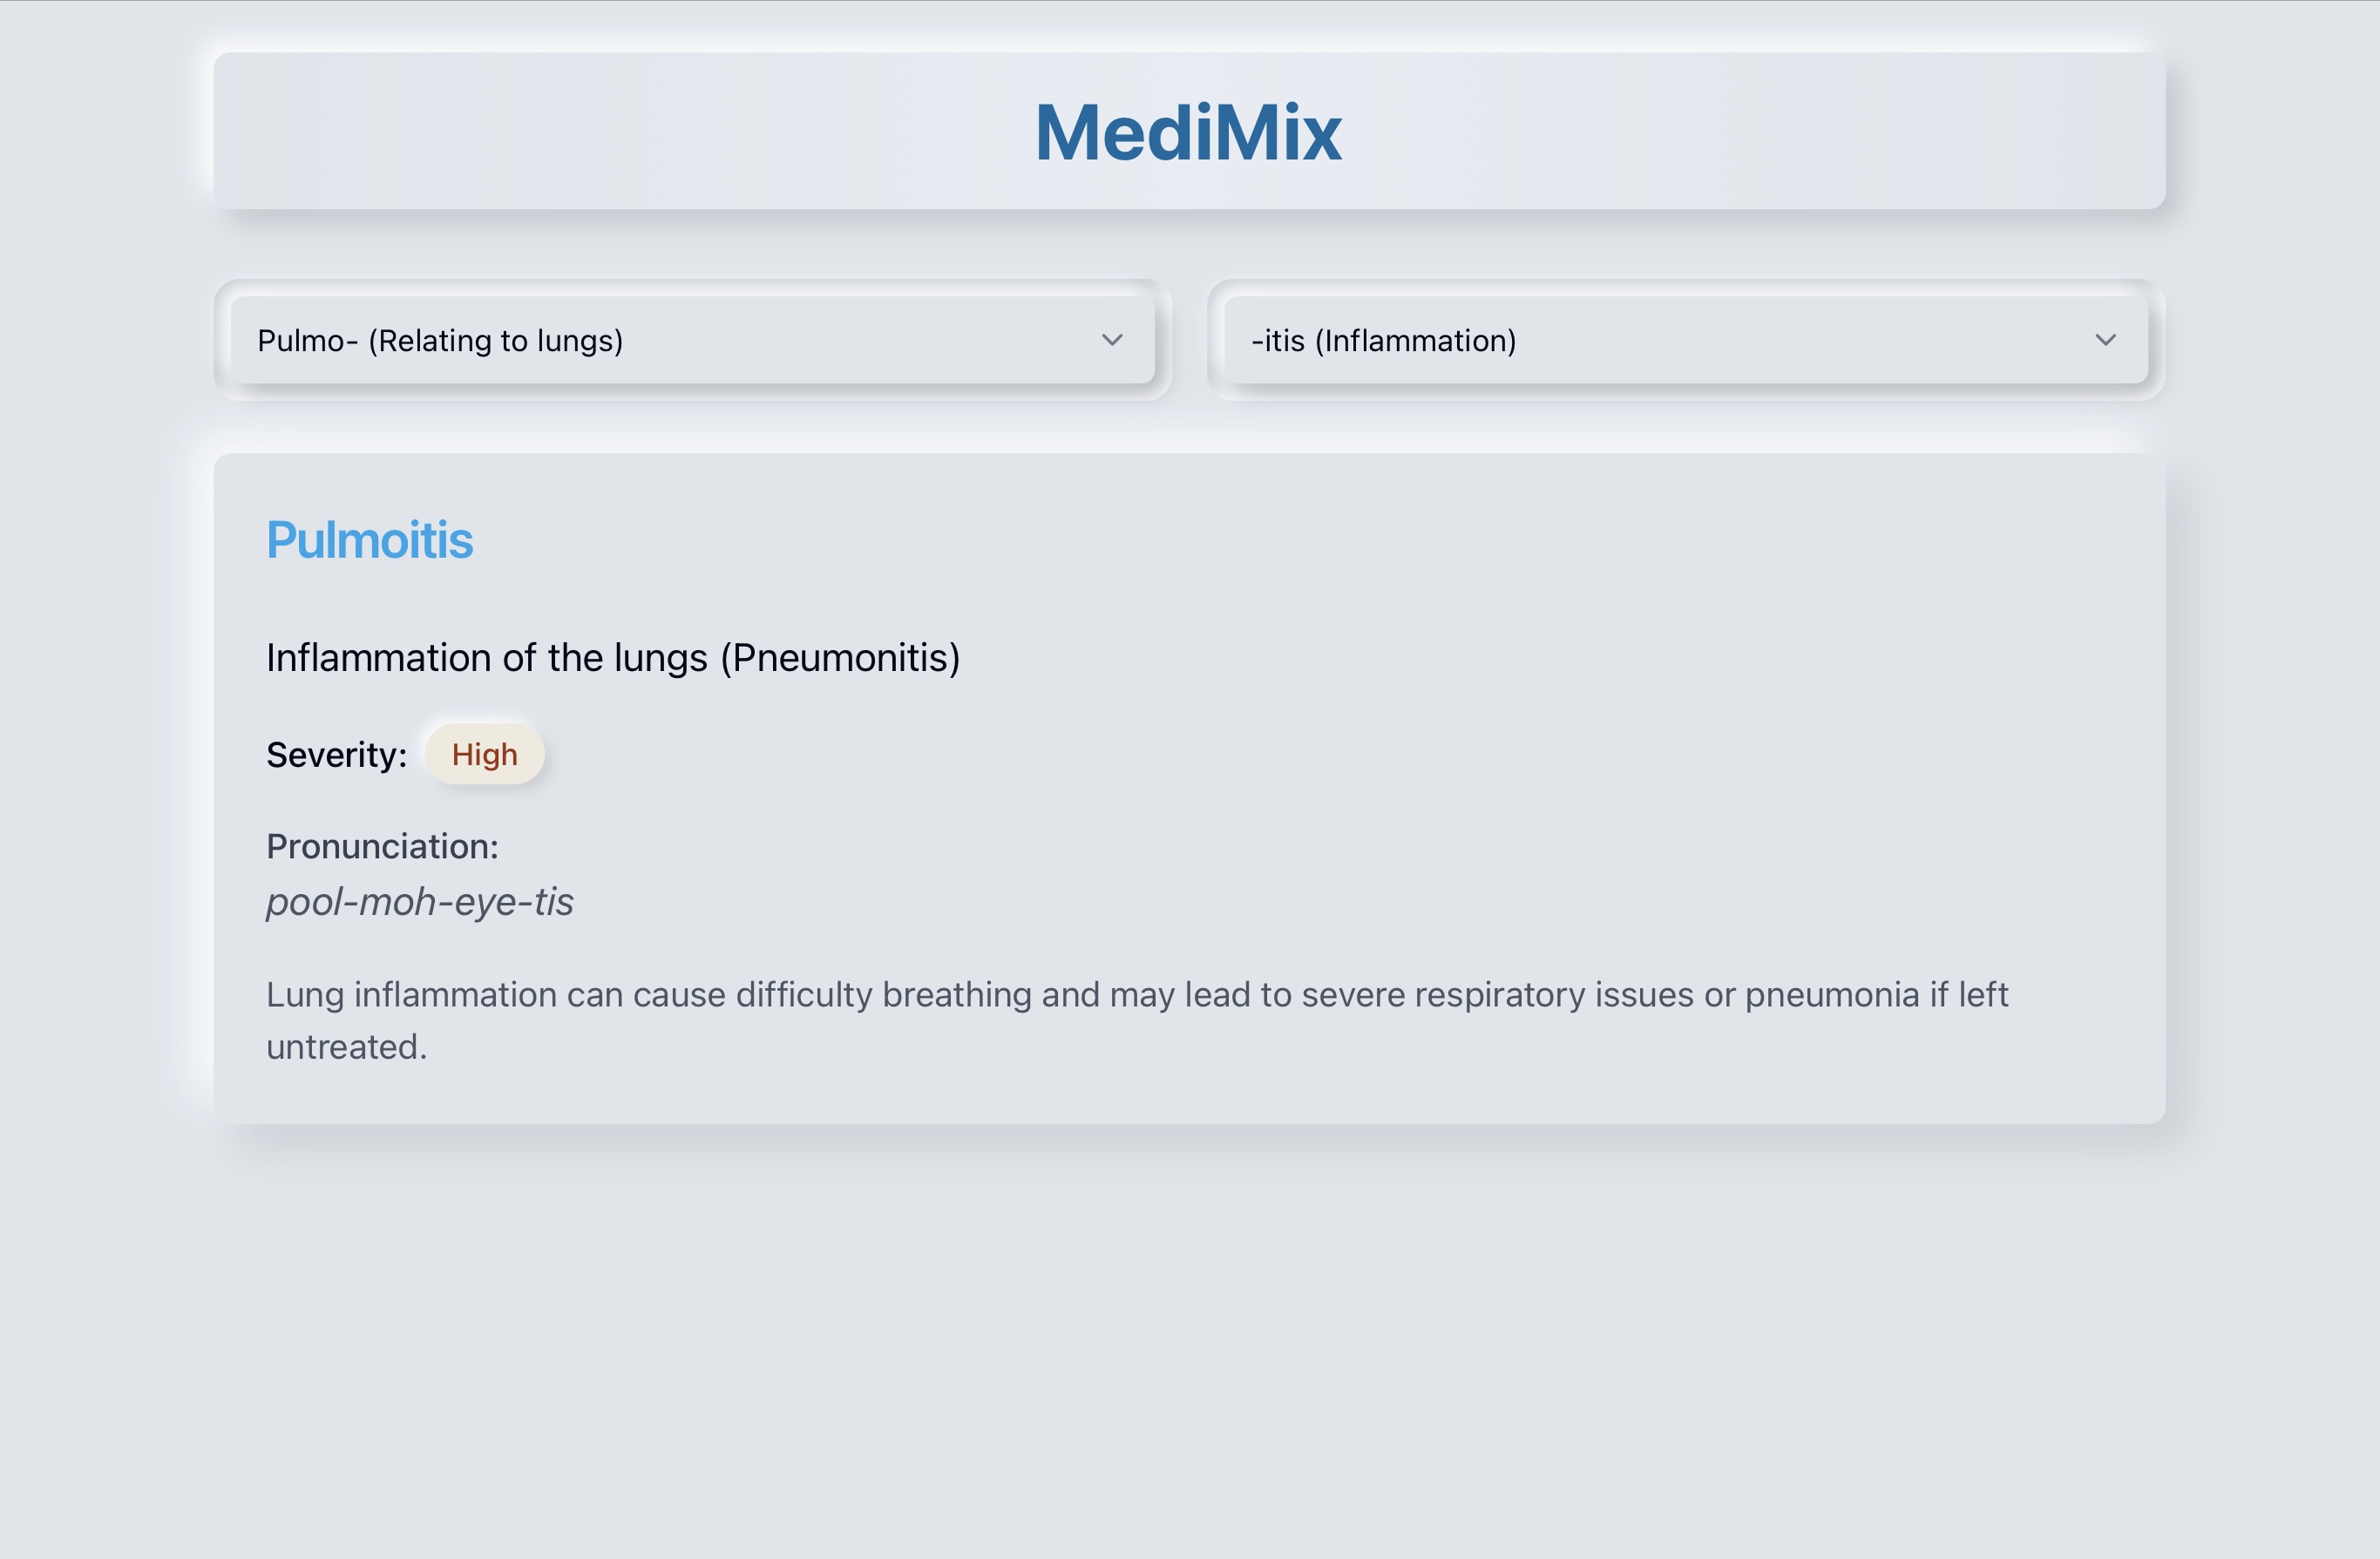 MediMix
Pulmo- (Relating to lungs)
-itis (Inflammation)
Pulmoitis
Inflammation of the lungs (Pneumonitis)
Severity: High
Pronunciation:
pool-moh-eye-tis
Lung inflammation can cause difficulty breathing and may lead to severe respiratory issues or pneumonia if left
untreated.